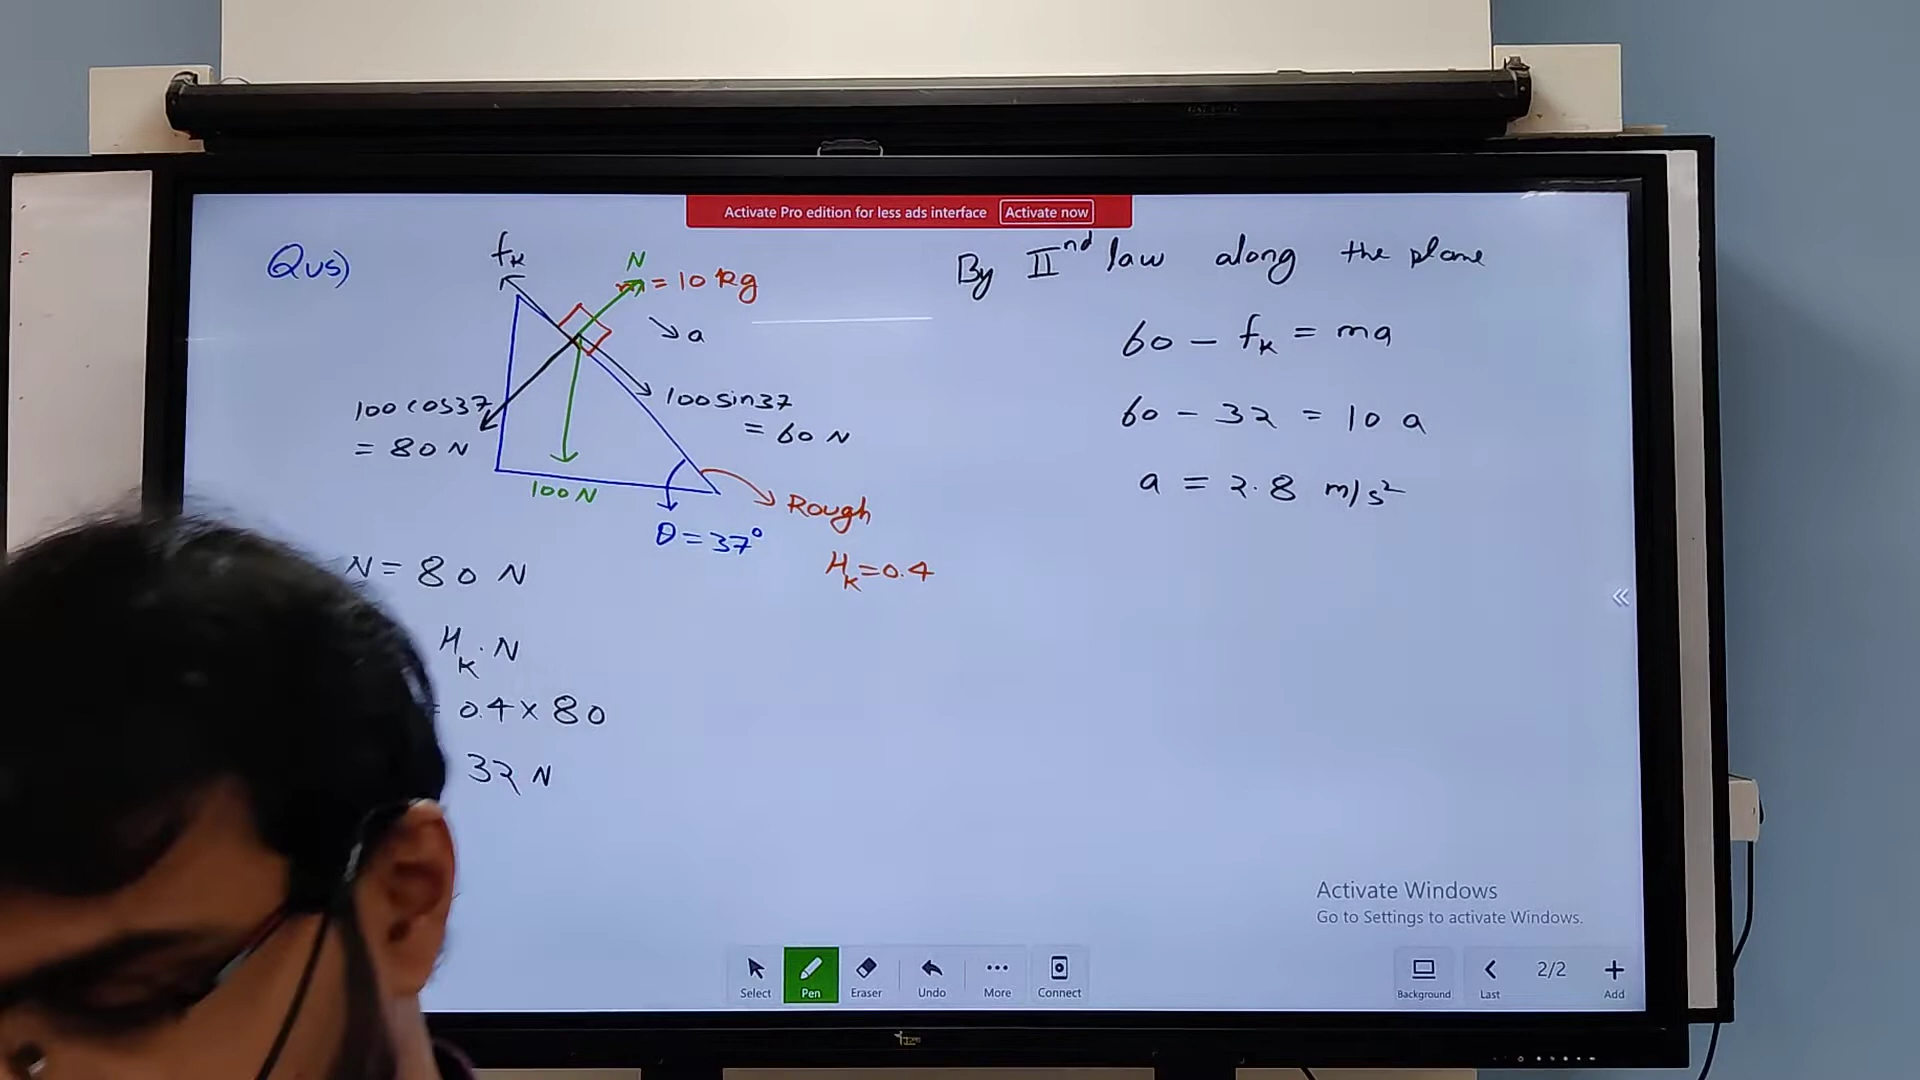 Activate Pro edition for less ads interface Activate now
Qus)
fk
N
m = 10 kg
a
100 cos37
= 80 N
100 sin37
= 60 N
100 N
θ = 37°
Rough
μk = 0.4
N = 80 N
μk . N
= 0.4 × 80
32 N
By IInd law along the plane
60 − fk = ma
60 − 32 = 10 a
a = 2.8 m/s²
Activate Windows
Go to Settings to activate Windows.
Select Pen Eraser Undo More Connect
Background Last 2/2 Add